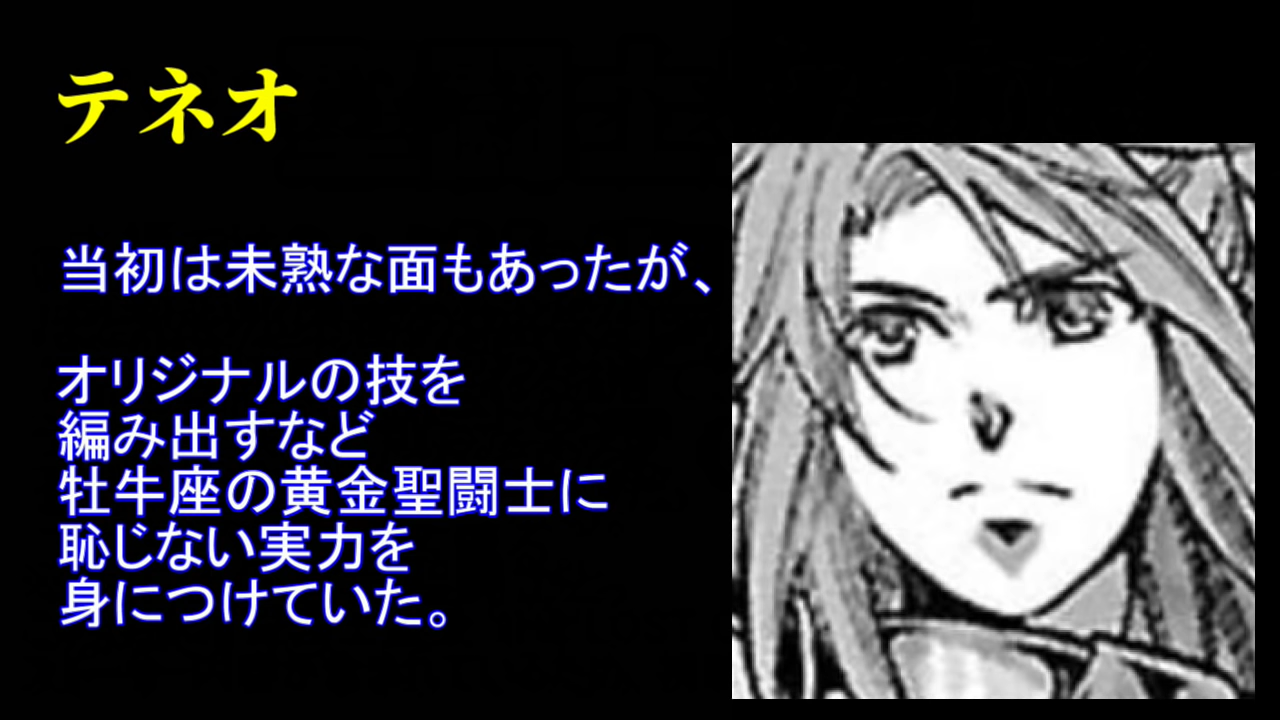 テネオ
当初は未熟な面もあったが、
オリジナルの技を
編み出すなど
牡牛座の黄金聖闘士に
恥じない実力を
身につけていた。